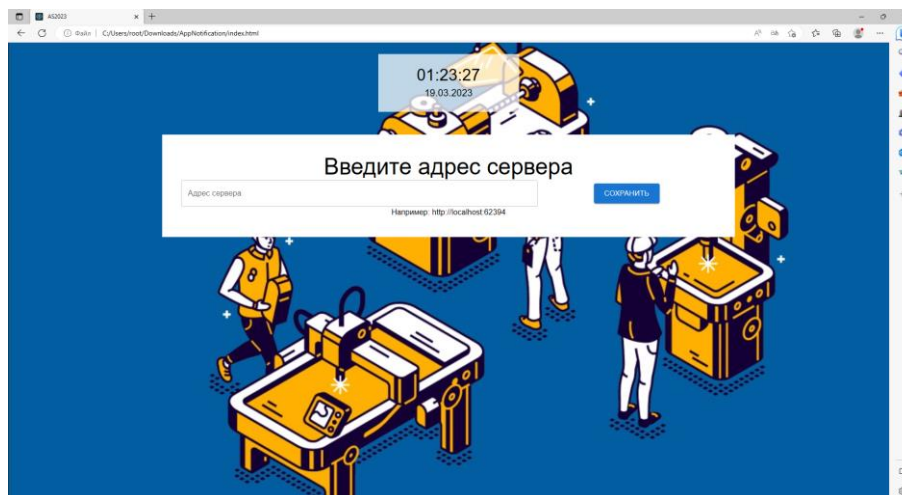 AS2023
Файл
C:/Users/root/Downloads/AppNotification/index.html
01:23:27
19.03.2023
Введите адрес сервера
Адрес сервера
СОХРАНИТЬ
Например: http://localhost:62394
8